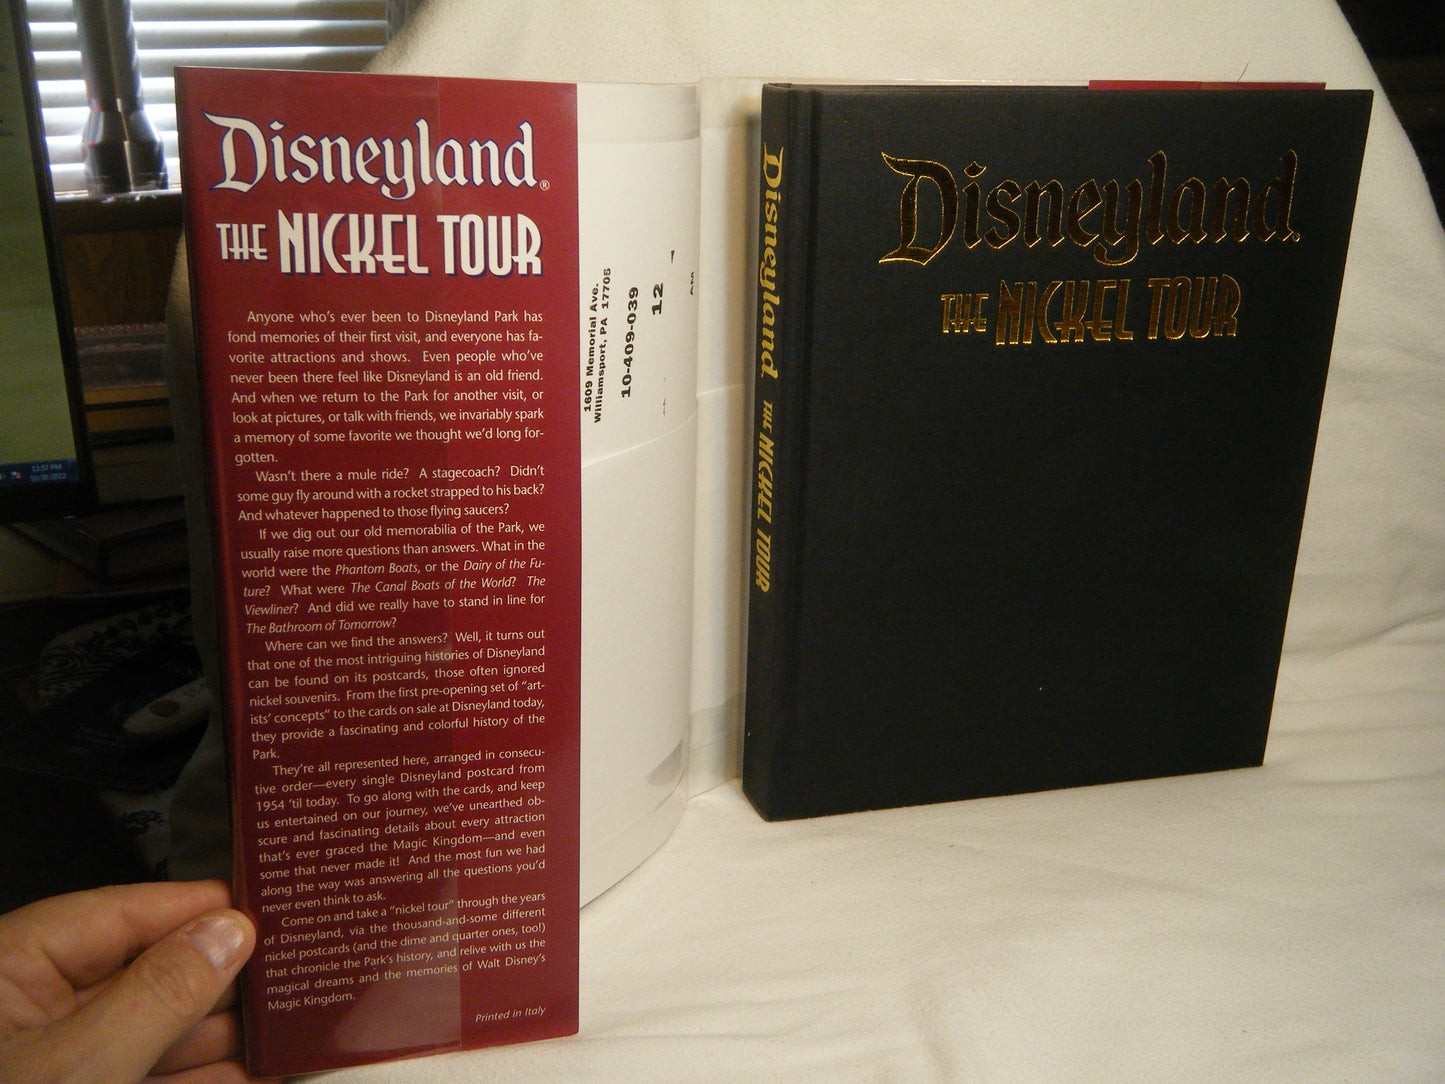 Disneyland®
THE NICKEL TOUR
Anyone who's ever been to Disneyland Park has
fond memories of their first visit, and everyone has fa-
vorite attractions and shows. Even people who've
never been there feel like Disneyland is an old friend.
And when we return to the Park for another visit, or
look at pictures, or talk with friends, we invariably spark
a memory of some favorite we thought we'd long for-
gotten.
Wasn't there a mule ride? A stagecoach? Didn't
some guy fly around with a rocket strapped to his back?
And whatever happened to those flying saucers?
If we dig out our old memorabilia of the Park, we
usually raise more questions than answers. What in the
world were the Phantom Boats, or the Dairy of the Fu-
ture? What were The Canal Boats of the World? The
Viewliner? And did we really have to stand in line for
The Bathroom of Tomorrow?
Where can we find the answers? Well, it turns out
that one of the most intriguing histories of Disneyland
can be found on its postcards, those often ignored
nickel souvenirs. From the first pre-opening set of "art-
ists' concepts" to the cards on sale at Disneyland today,
they provide a fascinating and colorful history of the
Park.
They're all represented here, arranged in consecu-
tive order—every single Disneyland postcard from
1954 'til today. To go along with the cards, and keep
us entertained on our journey, we've unearthed ob-
scure and fascinating details about every attraction
that's ever graced the Magic Kingdom—and even
some that never made it! And the most fun we had
along the way was answering all the questions you'd
never even think to ask.
Come on and take a "nickel tour" through the years
of Disneyland, via the thousand-and-some different
nickel postcards (and the dime and quarter ones, too!)
that chronicle the Park's history, and relive with us the
magical dreams and the memories of Walt Disney's
Magic Kingdom.
Printed in Italy
1609 Memorial Ave.
Williamsport, PA 17705
10-409-039
12
AM
Disneyland. THE NICKEL TOUR
Disneyland.
THE NICKEL TOUR
12:57 PM
10/30/2022